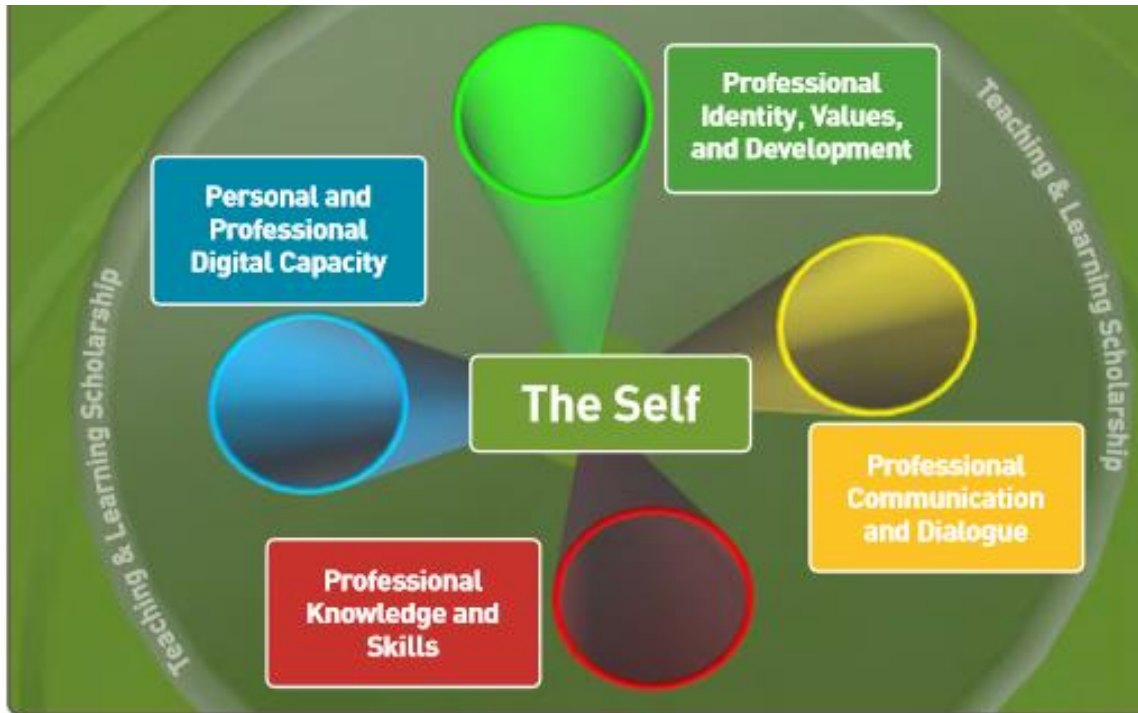 Professional
Identity, Values,
and Development
Teaching & Learning Scholarship
Personal and
Professional
Digital Capacity
The Self
Professional
Communication
and Dialogue
Teaching & Learning Scholarship
Professional
Knowledge and
Skills